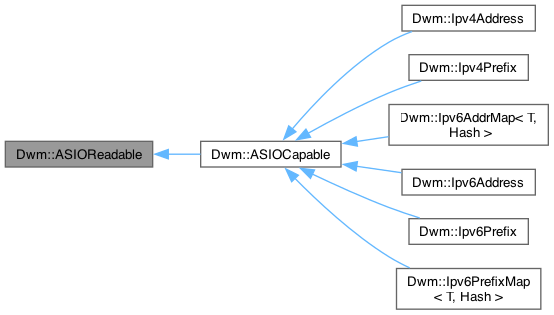 Dwm::Ipv4Address
Dwm::Ipv4Prefix
Dwm::Ipv6AddrMap< T,
Hash >
Dwm::ASIOReadable
Dwm::ASIOCapable
Dwm::Ipv6Address
Dwm::Ipv6Prefix
Dwm::Ipv6PrefixMap
< T, Hash >